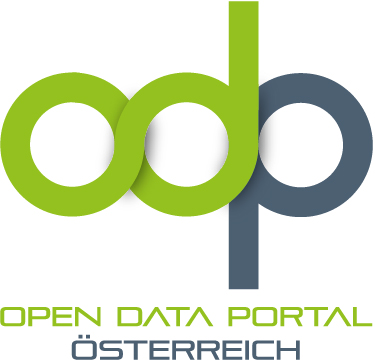 odp
OPEN DATA PORTAL
ÖSTERREICH